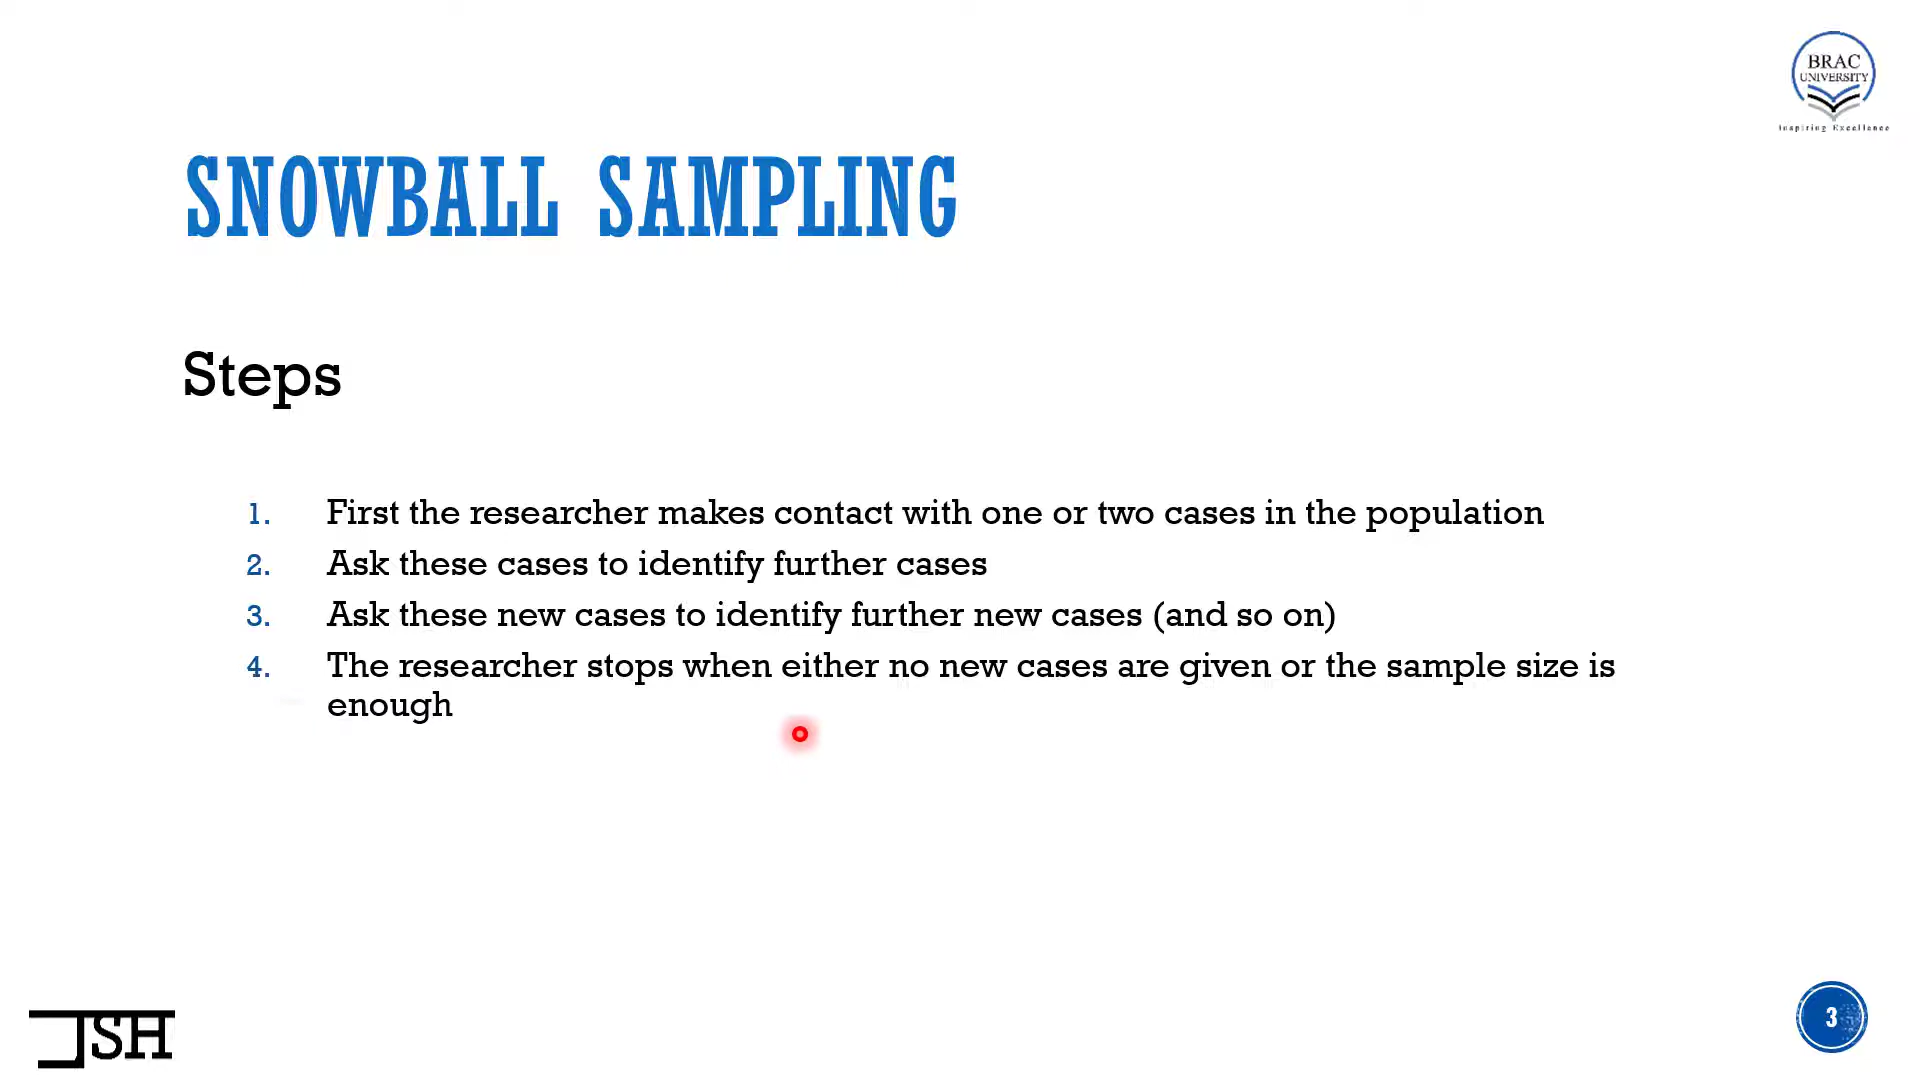 BRAC
UNIVERSITY
Inspiring Excellence
SNOWBALL SAMPLING
Steps
1. First the researcher makes contact with one or two cases in the population
2. Ask these cases to identify further cases
3. Ask these new cases to identify further new cases (and so on)
4. The researcher stops when either no new cases are given or the sample size is
enough
JSH
3